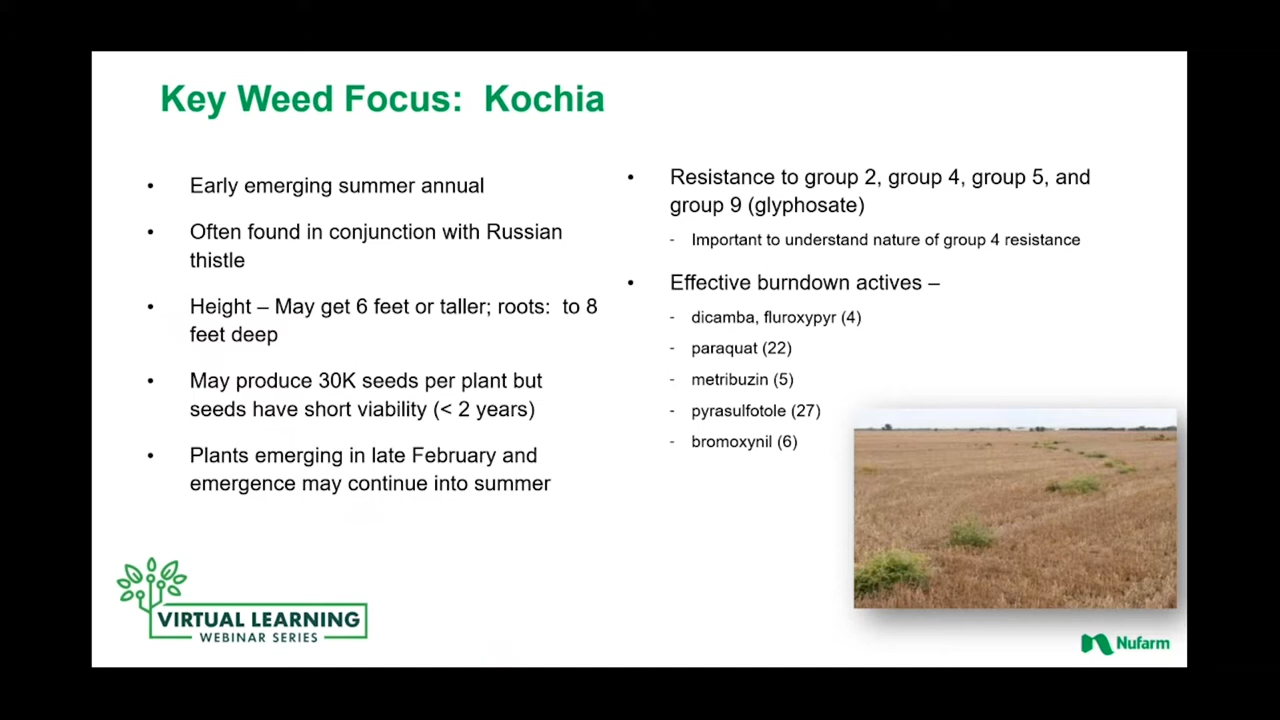 Key Weed Focus:  Kochia
• Early emerging summer annual
• Often found in conjunction with Russian
thistle
• Height – May get 6 feet or taller; roots:  to 8
feet deep
• May produce 30K seeds per plant but
seeds have short viability (< 2 years)
• Plants emerging in late February and
emergence may continue into summer
• Resistance to group 2, group 4, group 5, and
group 9 (glyphosate)
- Important to understand nature of group 4 resistance
• Effective burndown actives –
- dicamba, fluroxypyr (4)
- paraquat (22)
- metribuzin (5)
- pyrasulfotole (27)
- bromoxynil (6)
VIRTUAL LEARNING
WEBINAR SERIES
Nufarm